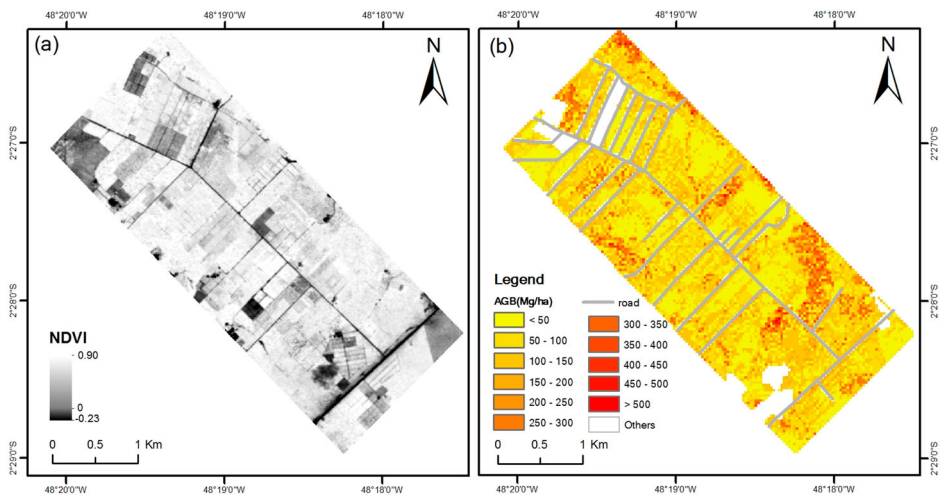 48°20'0"W 48°19'0"W 48°18'0"W
48°20'0"W 48°19'0"W 48°18'0"W
(a)
N
2°27'0"S
2°28'0"S
2°29'0"S
NDVI
0.90
0
-0.23
0 0.5 1 Km
48°20'0"W 48°19'0"W 48°18'0"W
(b)
N
2°27'0"S
2°28'0"S
2°29'0"S
Legend
AGB(Mg/ha)
< 50
50 - 100
100 - 150
150 - 200
200 - 250
250 - 300
road
300 - 350
350 - 400
400 - 450
450 - 500
> 500
Others
0 0.5 1 Km
48°20'0"W 48°19'0"W 48°18'0"W